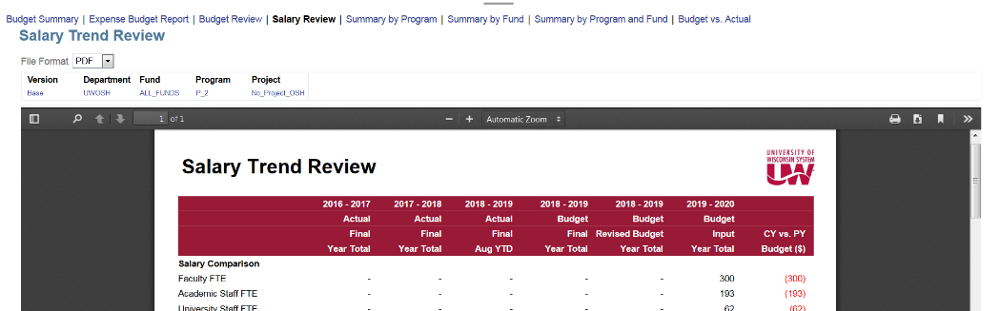 Budget Summary | Expense Budget Report | Budget Review | Salary Review | Summary by Program | Summary by Fund | Summary by Program and Fund | Budget vs. Actual
Salary Trend Review
File Format PDF
Version Department Fund Program Project
Base UWOSH ALL_FUNDS P_2 No_Project_OSH
1 of 1 Automatic Zoom
Salary Trend Review
UNIVERSITY OF
WISCONSIN SYSTEM
UW
2016 - 2017 2017 - 2018 2018 - 2019 2018 - 2019 2018 - 2019 2019 - 2020
Actual Actual Actual Budget Budget Budget
Final Final Final Final Revised Budget Input CY vs. PY
Year Total Year Total Aug YTD Year Total Year Total Year Total Budget ($)
Salary Comparison
Faculty FTE - - - - - 300 (300)
Academic Staff FTE - - - - - 193 (193)
University Staff FTE - - - - - 62 (62)